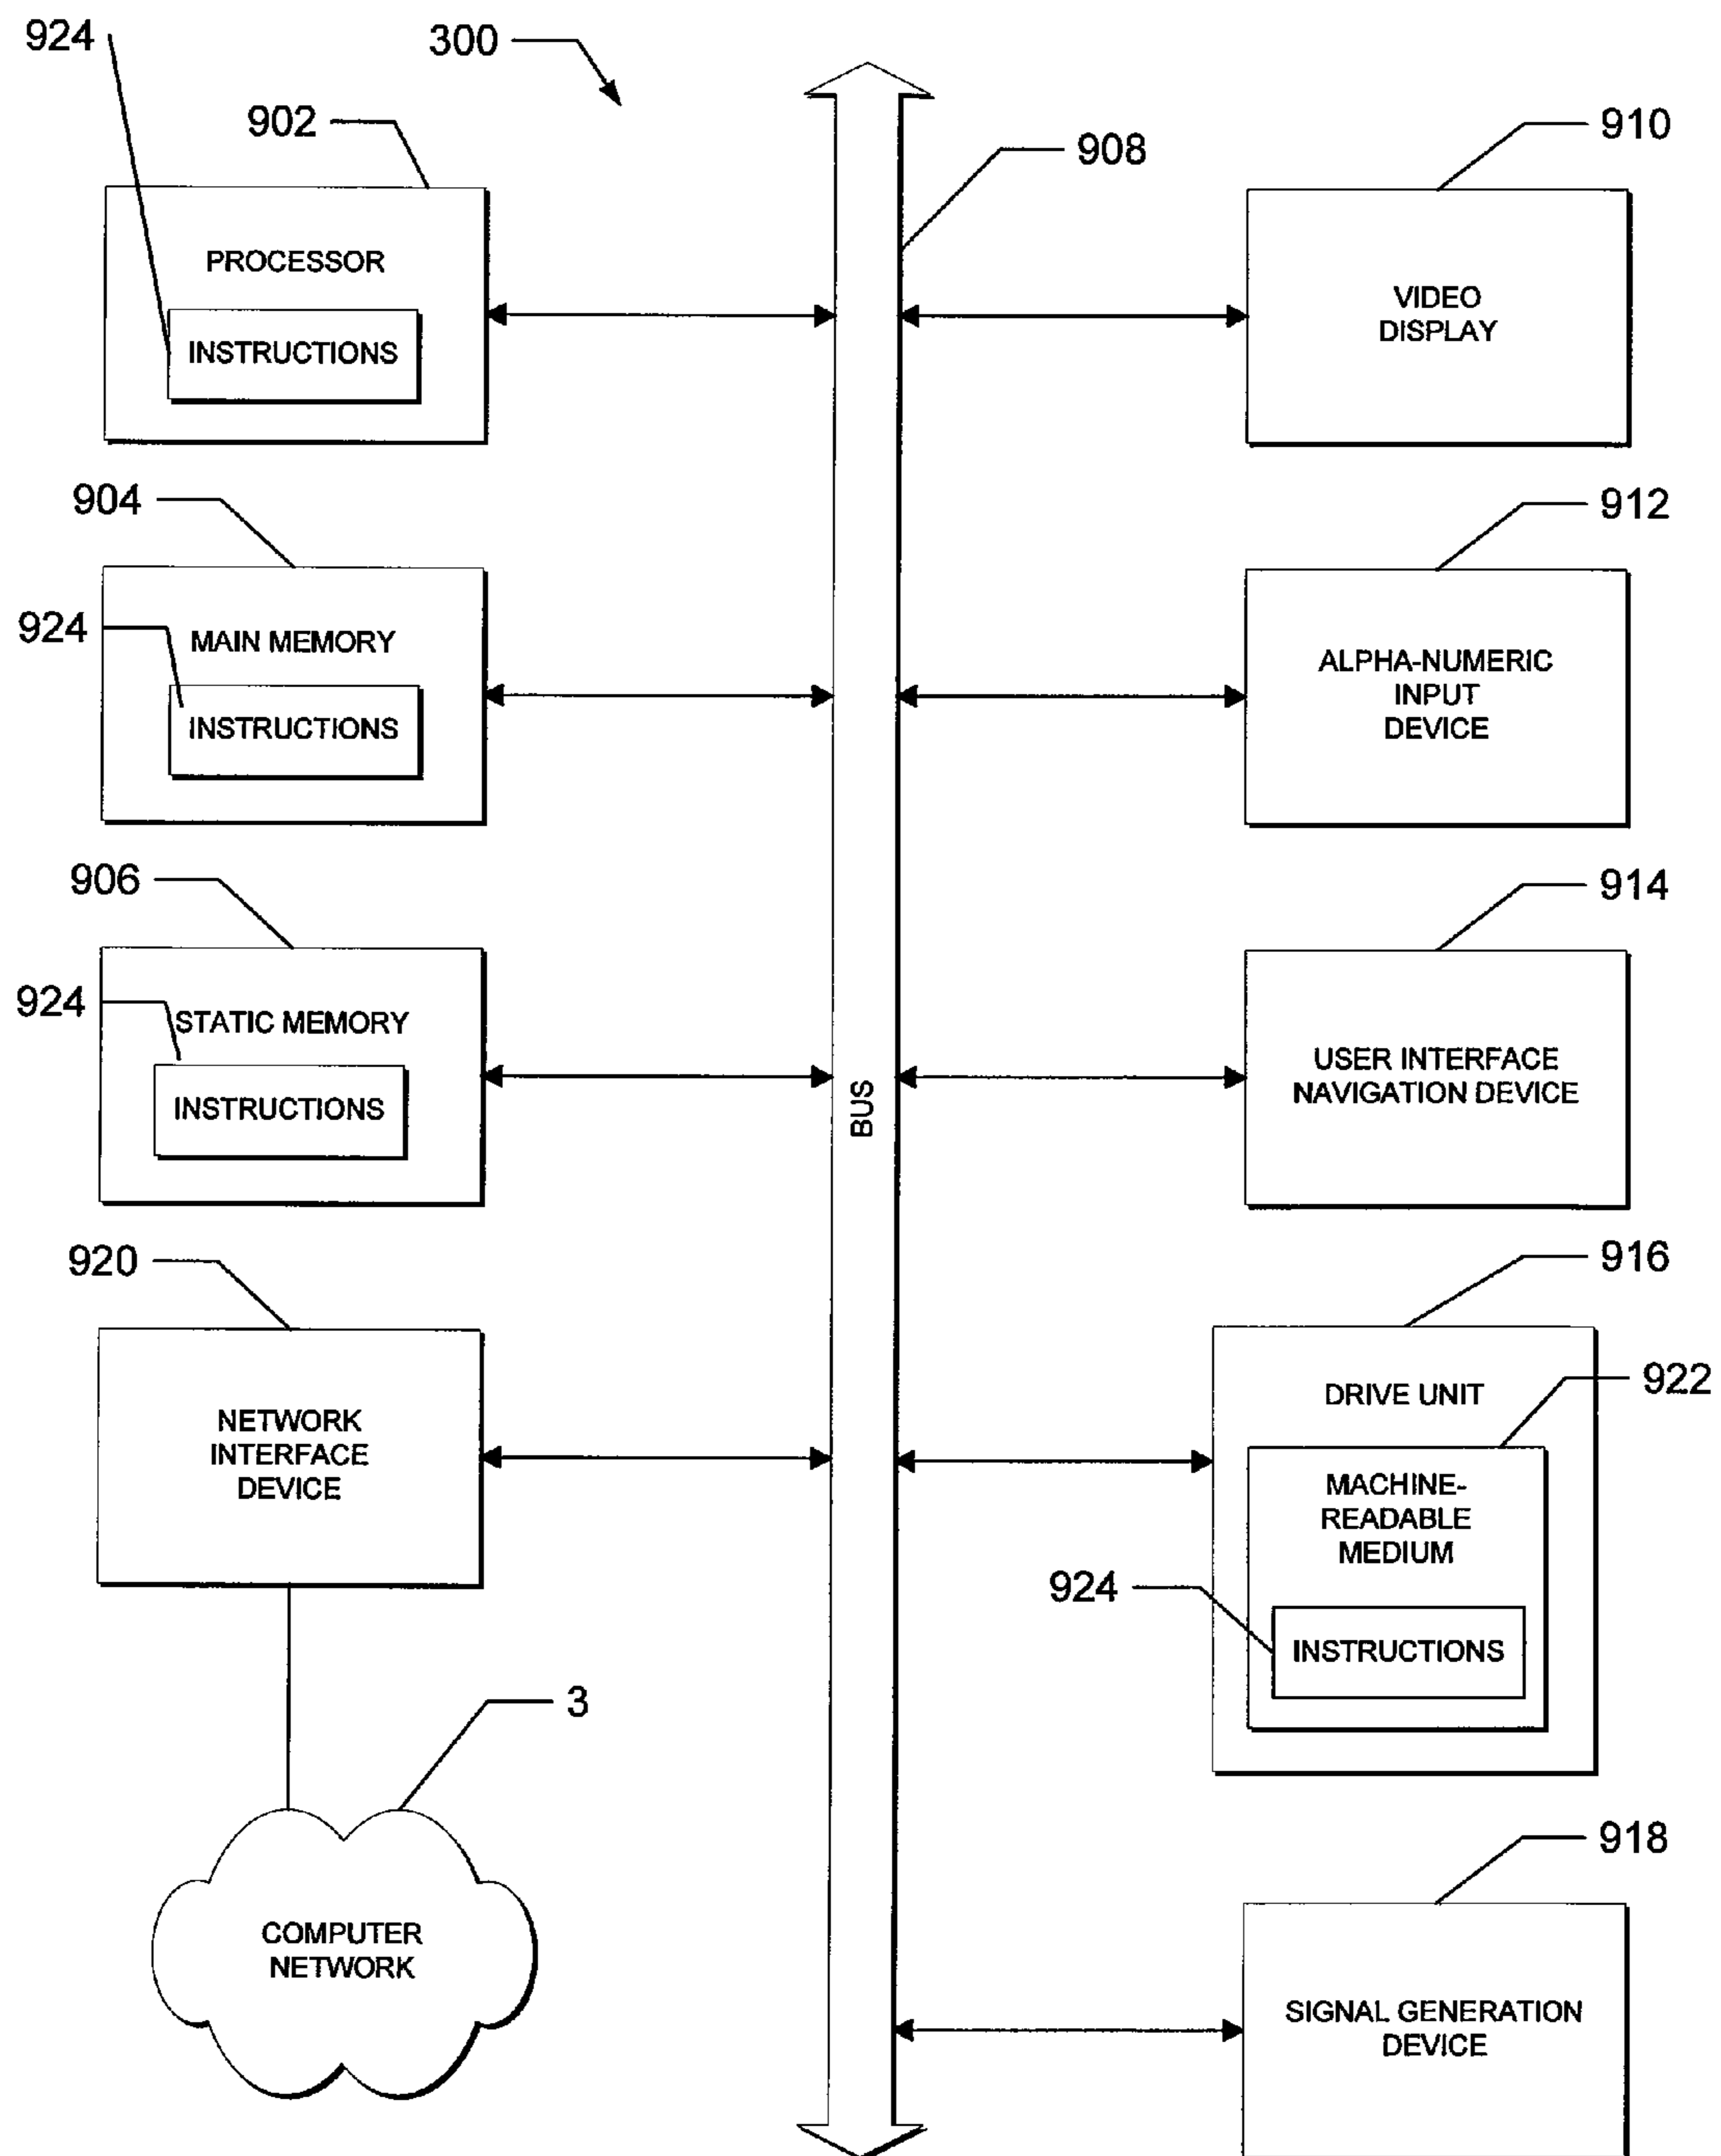 924
300
902
908
910
PROCESSOR
INSTRUCTIONS
VIDEO
DISPLAY
904
912
924
MAIN MEMORY
INSTRUCTIONS
ALPHA-NUMERIC
INPUT
DEVICE
906
914
924
STATIC MEMORY
INSTRUCTIONS
BUS
USER INTERFACE
NAVIGATION DEVICE
920
916
NETWORK
INTERFACE
DEVICE
DRIVE UNIT
922
MACHINE-
READABLE
MEDIUM
924
INSTRUCTIONS
3
COMPUTER
NETWORK
918
SIGNAL GENERATION
DEVICE